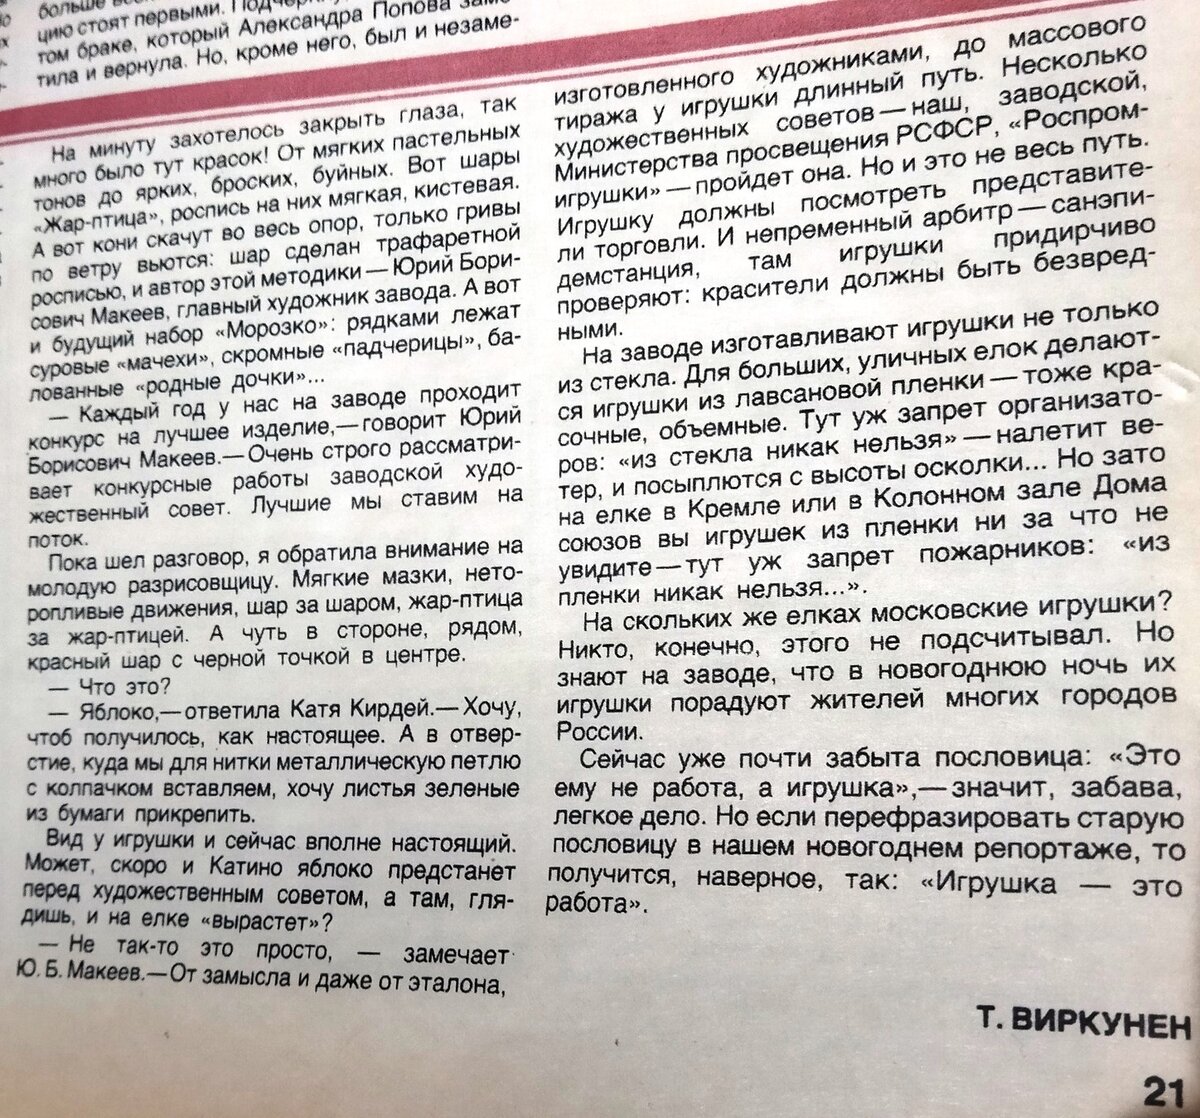 цию стоят первыми. Подчеркну
том браке, который Александра Попова заме-
тила и вернула. Но, кроме него, был и незаме-
На минуту захотелось закрыть глаза, так
много было тут красок! От мягких пастельных
тонов до ярких, броских, буйных. Вот шары
«Жар-птица», роспись на них мягкая, кистевая.
А вот кони скачут во весь опор, только гривы
по ветру вьются: шар сделан трафаретной
росписью, и автор этой методики — Юрий Бори-
сович Макеев, главный художник завода. А вот
и будущий набор «Морозко»: рядками лежат
суровые «мачехи», скромные «падчерицы», ба-
лованные «родные дочки»...
— Каждый год у нас на заводе проходит
конкурс на лучшее изделие,— говорит Юрий
Борисович Макеев.— Очень строго рассматри-
вает конкурсные работы заводской худо-
жественный совет. Лучшие мы ставим на
поток.
Пока шел разговор, я обратила внимание на
молодую разрисовщицу. Мягкие мазки, нето-
ропливые движения, шар за шаром, жар-птица
за жар-птицей. А чуть в стороне, рядом,
красный шар с черной точкой в центре.
— Что это?
— Яблоко,— ответила Катя Кирдей.— Хочу,
чтоб получилось, как настоящее. А в отвер-
стие, куда мы для нитки металлическую петлю
с колпачком вставляем, хочу листья зеленые
из бумаги прикрепить.
Вид у игрушки и сейчас вполне настоящий.
Может, скоро и Катино яблоко предстанет
перед художественным советом, а там, гля-
дишь, и на елке «вырастет»?
— Не так-то это просто, — замечает
Ю. Б. Макеев.— От замысла и даже от эталона,
изготовленного художниками, до массового
тиража у игрушки длинный путь. Несколько
художественных советов — наш, заводской,
Министерства просвещения РСФСР, «Роспром-
игрушки» — пройдет она. Но и это не весь путь.
Игрушку должны посмотреть представите-
ли торговли. И непременный арбитр — санэпи-
демстанция, там игрушки придирчиво
проверяют: красители должны быть безвред-
ными.
На заводе изготавливают игрушки не только
из стекла. Для больших, уличных елок делают-
ся игрушки из лавсановой пленки — тоже кра-
сочные, объемные. Тут уж запрет организато-
ров: «из стекла никак нельзя» — налетит ве-
тер, и посыплются с высоты осколки... Но зато
на елке в Кремле или в Колонном зале Дома
союзов вы игрушек из пленки ни за что не
увидите — тут уж запрет пожарников: «из
пленки никак нельзя...».
На скольких же елках московские игрушки?
Никто, конечно, этого не подсчитывал. Но
знают на заводе, что в новогоднюю ночь их
игрушки порадуют жителей многих городов
России.
Сейчас уже почти забыта пословица: «Это
ему не работа, а игрушка»,— значит, забава,
легкое дело. Но если перефразировать старую
пословицу в нашем новогоднем репортаже, то
получится, наверное, так: «Игрушка — это
работа».
Т. ВИРКУНЕН
21